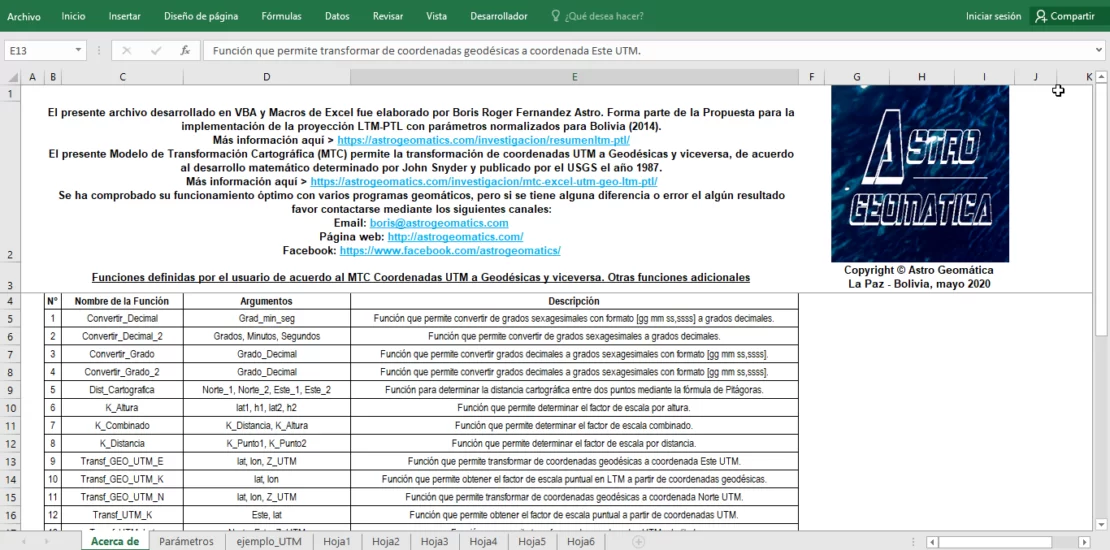 Archivo Inicio Insertar Diseño de página Fórmulas Datos Revisar Vista Desarrollador ¿Qué desea hacer? Iniciar sesión Compartir
E13 fx Función que permite transformar de coordenadas geodésicas a coordenada Este UTM.
A B C D E F G H I J K
1
El presente archivo desarrollado en VBA y Macros de Excel fue elaborado por Boris Roger Fernandez Astro. Forma parte de la Propuesta para la
implementación de la proyección LTM-PTL con parámetros normalizados para Bolivia (2014).
Más información aquí > https://astrogeomatics.com/investigacion/resumenltm-ptl/
El presente Modelo de Transformación Cartográfica (MTC) permite la transformación de coordenadas UTM a Geodésicas y viceversa, de acuerdo
al desarrollo matemático determinado por John Snyder y publicado por el USGS el año 1987.
Más información aquí > https://astrogeomatics.com/investigacion/mtc-excel-utm-geo-ltm-ptl/
Se ha comprobado su funcionamiento óptimo con varios programas geomáticos, pero si se tiene alguna diferencia o error el algún resultado
favor contactarse mediante los siguientes canales:
Email: boris@astrogeomatics.com
Página web: http://astrogeomatics.com/
2 Facebook: https://www.facebook.com/astrogeomatics/
ASTRO
GEOMATICA
Copyright © Astro Geomática
3 Funciones definidas por el usuario de acuerdo al MTC Coordenadas UTM a Geodésicas y viceversa. Otras funciones adicionales
La Paz - Bolivia, mayo 2020
4 Nº Nombre de la Función Argumentos Descripción
5 1 Convertir_Decimal Grad_min_seg Función que permite convertir de grados sexagesimales con formato [gg mm ss,ssss] a grados decimales.
6 2 Convertir_Decimal_2 Grados, Minutos, Segundos Función que permite convertir de grados sexagesimales a grados decimales.
7 3 Convertir_Grado Grado_Decimal Función que permite convertir grados decimales a grados sexagesimales con formato [gg mm ss,ssss].
8 4 Convertir_Grado_2 Grado_Decimal Función que permite convertir grados decimales a grados sexagesimales con formato [gg mm ss,ssss].
9 5 Dist_Cartografica Norte_1, Norte_2, Este_1, Este_2 Función para determinar la distancia cartográfica entre dos puntos mediante la fórmula de Pitágoras.
10 6 K_Altura lat1, h1, lat2, h2 Función que permite determinar el factor de escala por altura.
11 7 K_Combinado K_Distancia, K_Altura Función que permite determinar el factor de escala combinado.
12 8 K_Distancia K_Punto1, K_Punto2 Función que permite determinar el factor de escala por distancia.
13 9 Transf_GEO_UTM_E lat, lon, Z_UTM Función que permite transformar de coordenadas geodésicas a coordenada Este UTM.
14 10 Transf_GEO_UTM_K lat, lon Función que permite obtener el factor de escala puntual en LTM a partir de coordenadas geodésicas.
15 11 Transf_GEO_UTM_N lat, lon, Z_UTM Función que permite transformar de coordenadas geodésicas a coordenada Norte UTM.
16 12 Transf_UTM_K Este, lat Función que permite obtener el factor de escala puntual a partir de coordenadas UTM.
17
Acerca de Parámetros ejemplo_UTM Hoja1 Hoja2 Hoja3 Hoja4 Hoja5 Hoja6